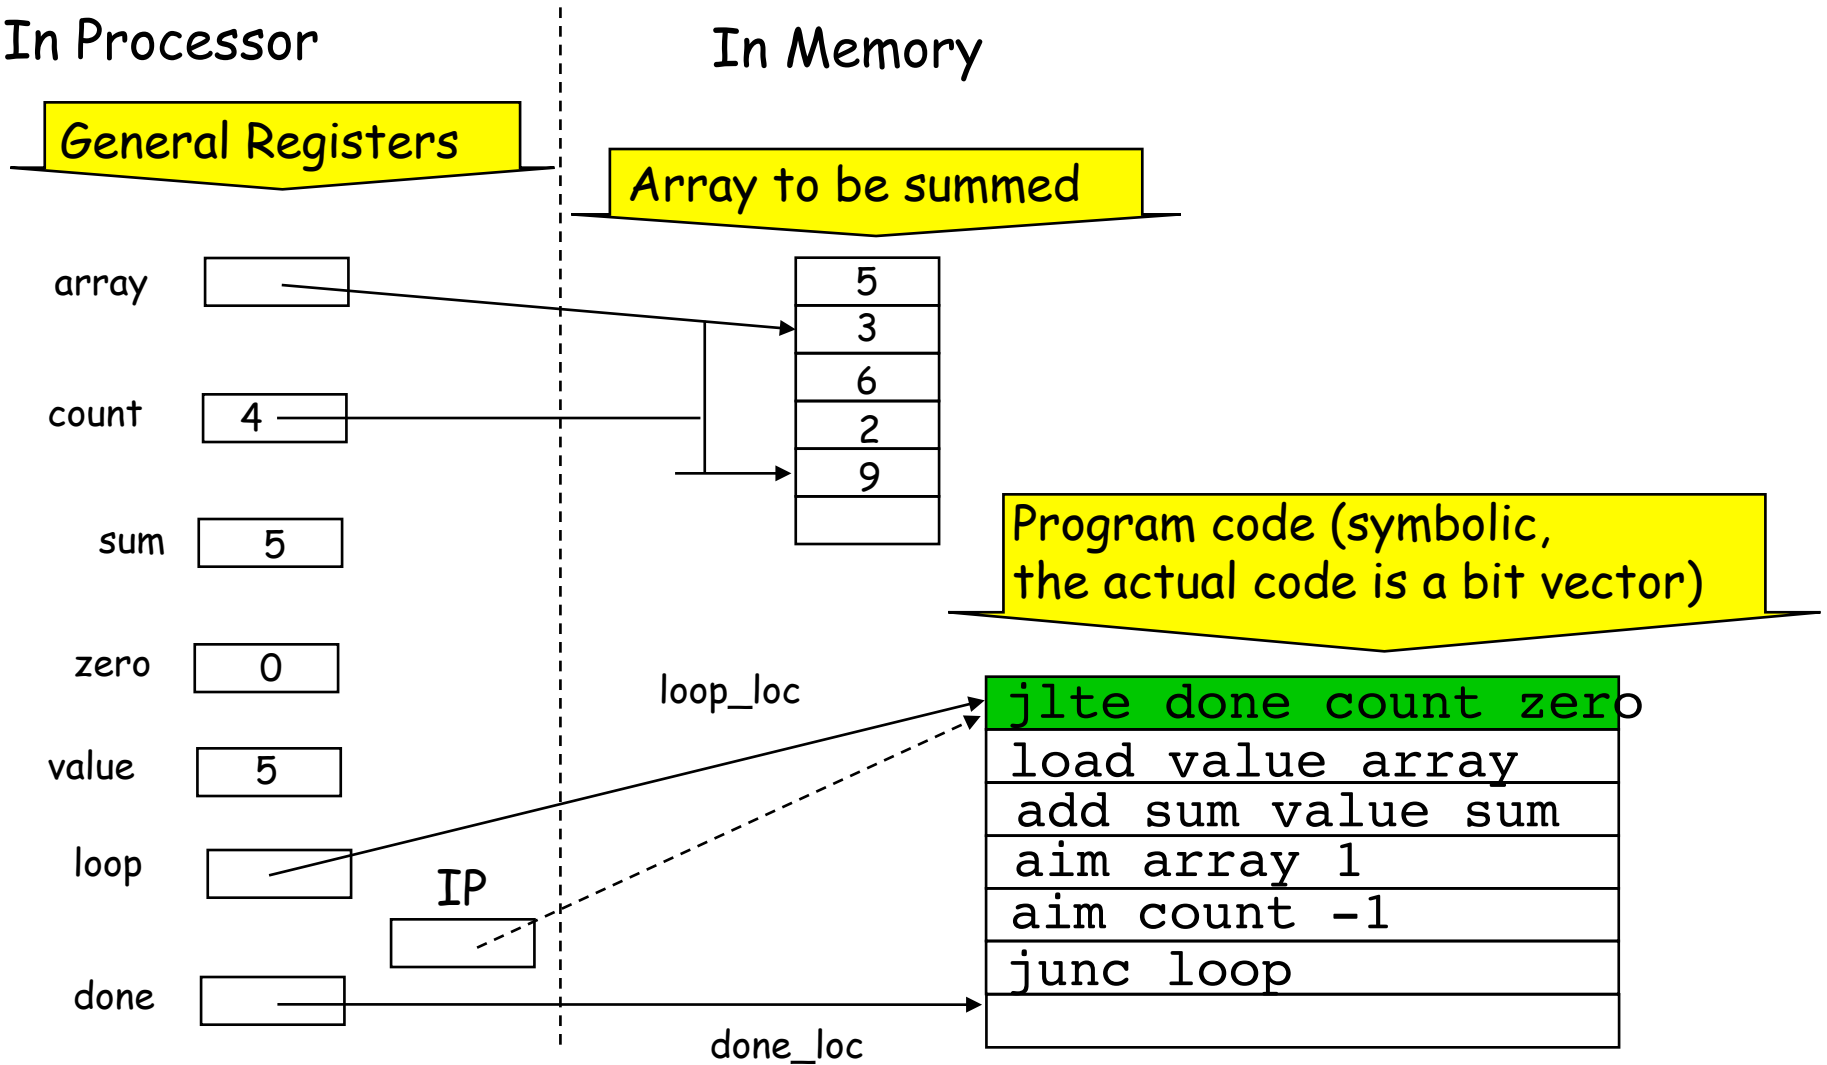 In Processor
In Memory
General Registers
Array to be summed
array
5
3
6
count
4
2
9
sum
5
Program code (symbolic,
the actual code is a bit vector)
zero
0
loop_loc
jlte done count zero
value
5
load value array
add sum value sum
loop
aim array 1
IP
aim count -1
junc loop
done
done_loc